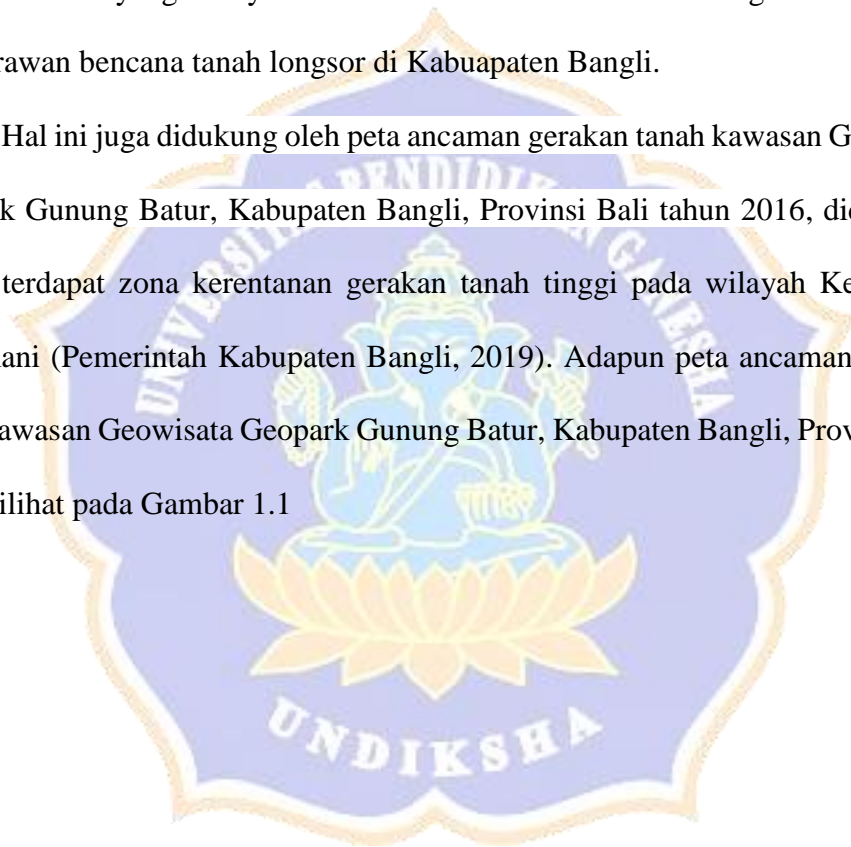 rawan bencana tanah longsor di Kabuapaten Bangli.
Hal ini juga didukung oleh peta ancaman gerakan tanah kawasan G
k Gunung Batur, Kabupaten Bangli, Provinsi Bali tahun 2016, di
terdapat zona kerentanan gerakan tanah tinggi pada wilayah Ke
ani (Pemerintah Kabupaten Bangli, 2019). Adapun peta ancaman
awasan Geowisata Geopark Gunung Batur, Kabupaten Bangli, Prov
ilihat pada Gambar 1.1
UNIVERSITAS PENDIDIKAN GANESHA
UNDIKSHA